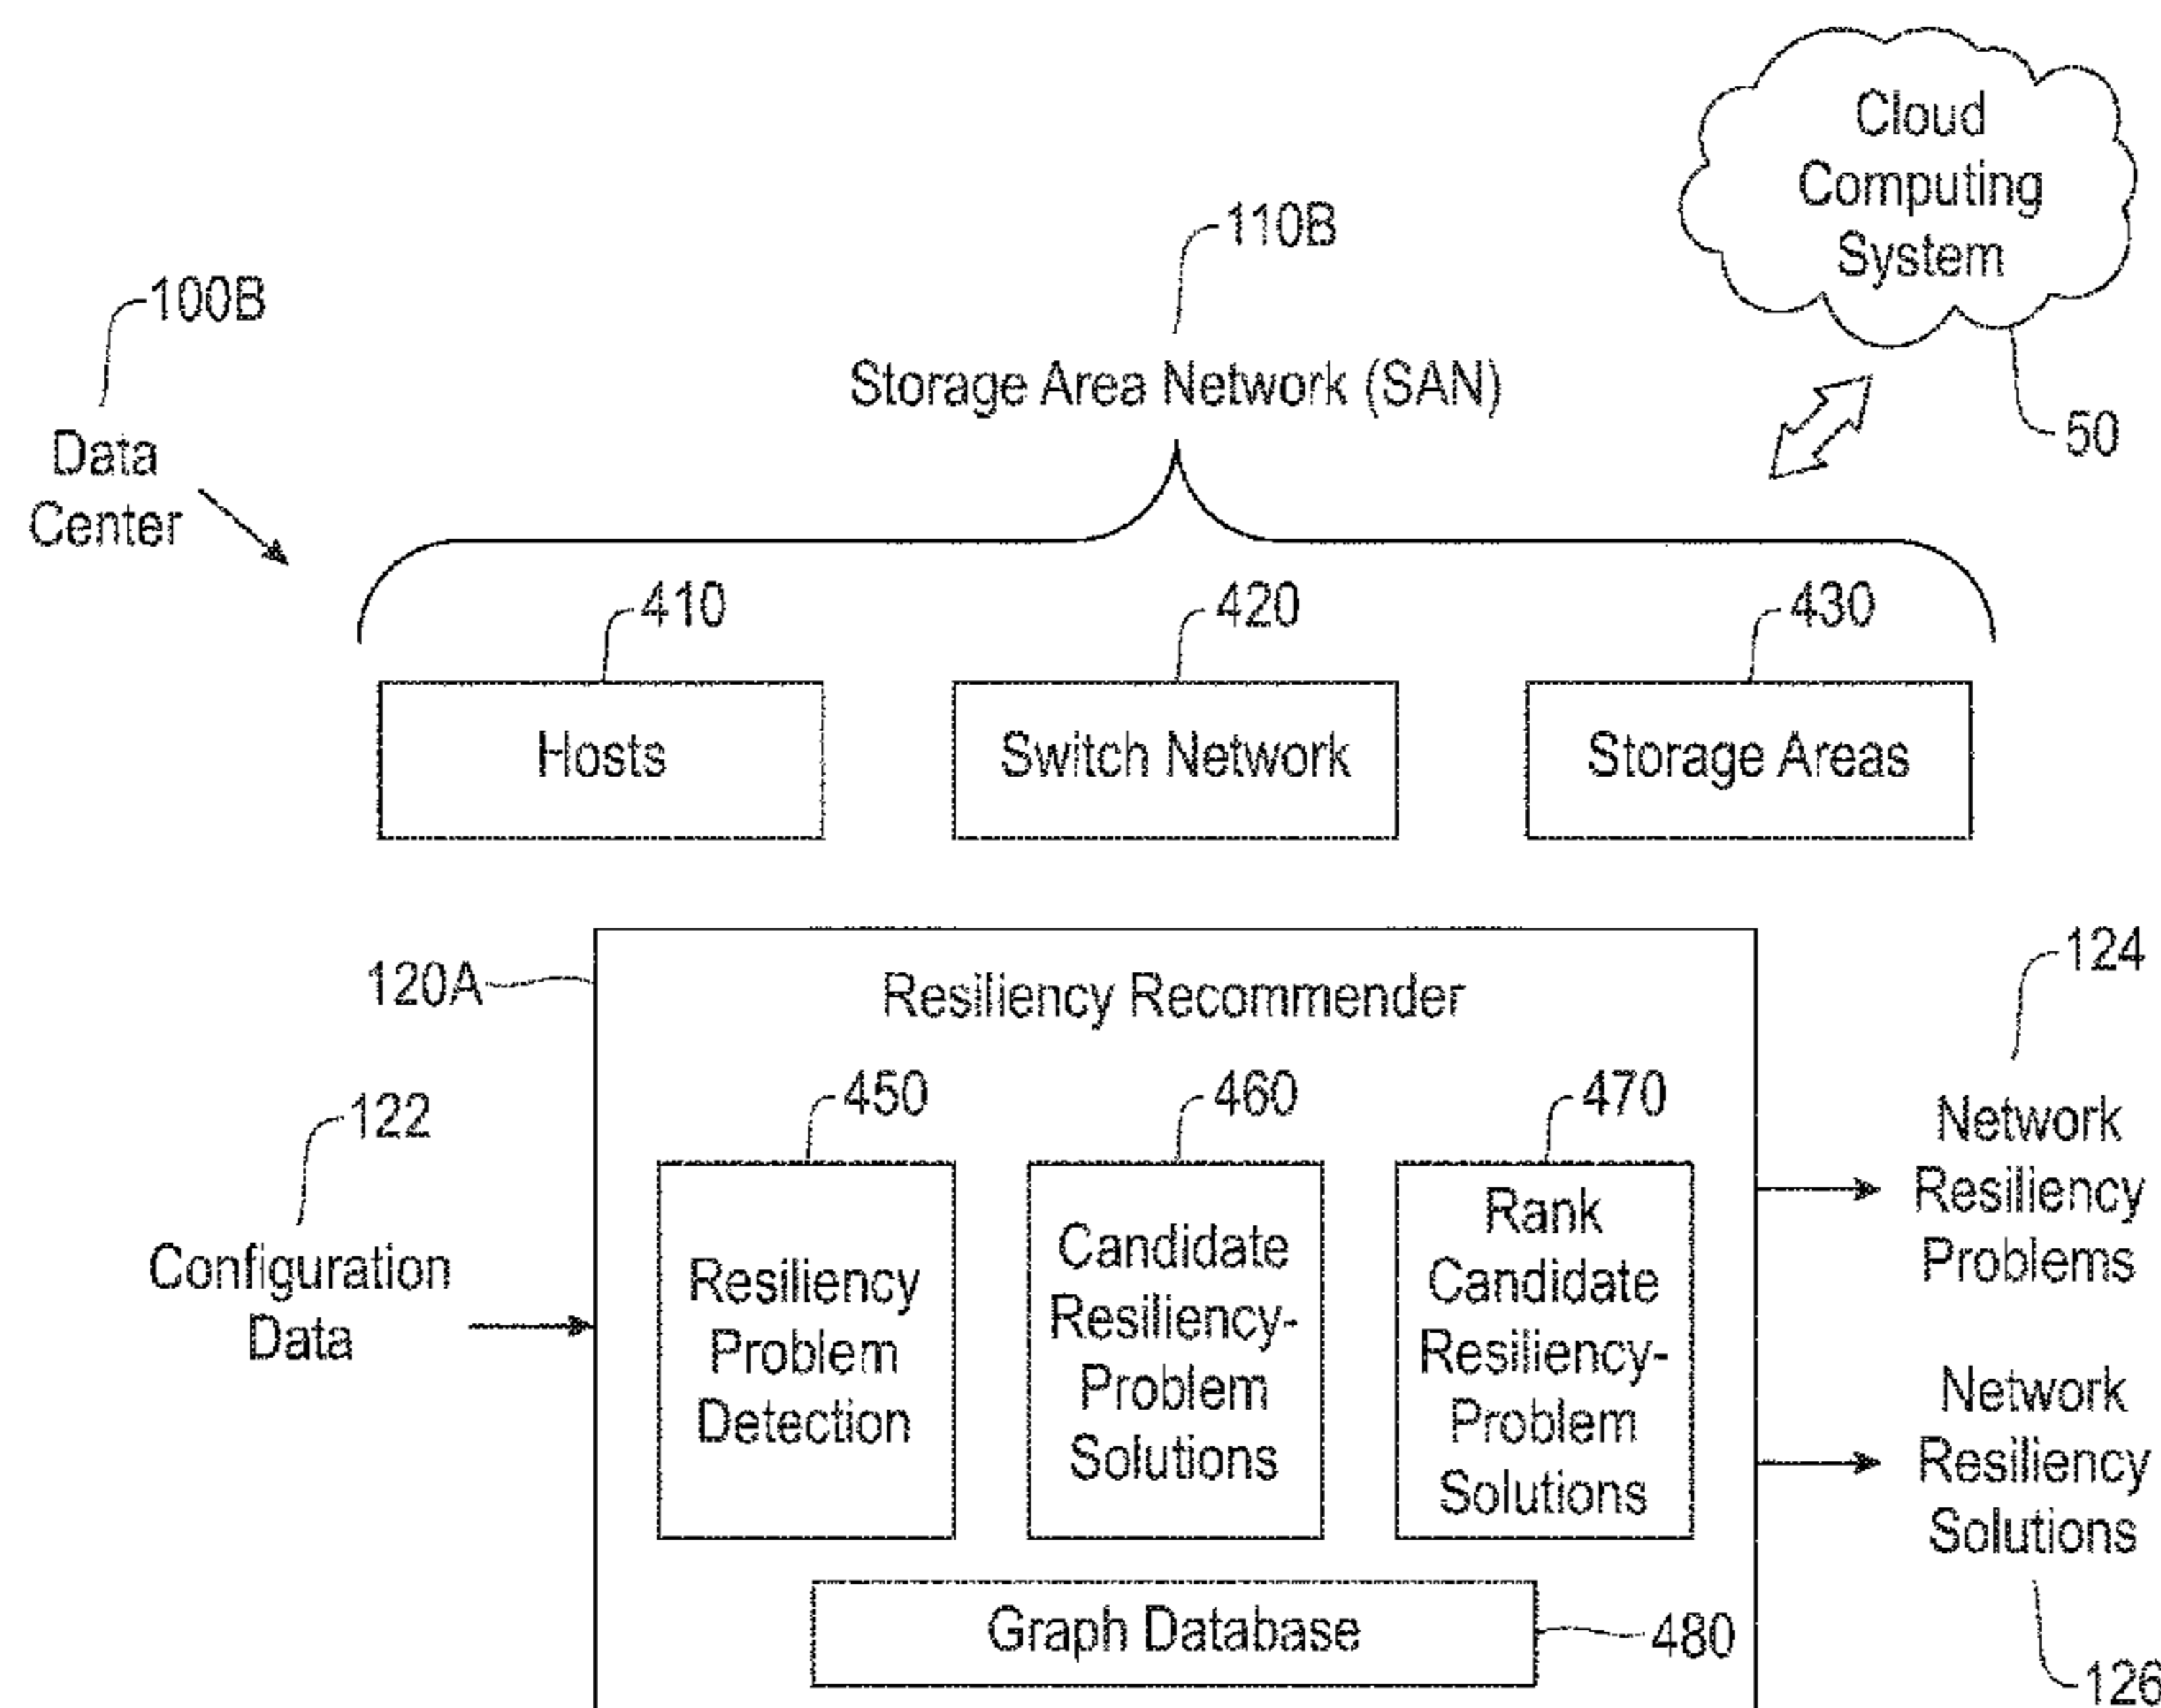 Cloud
Computing
System
50
110B
100B
Storage Area Network (SAN)
Data
Center
410
420
430
Hosts
Switch Network
Storage Areas
120A
Resiliency Recommender
124
450
460
470
122
Configuration
Data
Resiliency
Problem
Detection
Candidate
Resiliency-
Problem
Solutions
Rank
Candidate
Resiliency-
Problem
Solutions
Network
Resiliency
Problems
Network
Resiliency
Solutions
Graph Database
480
126